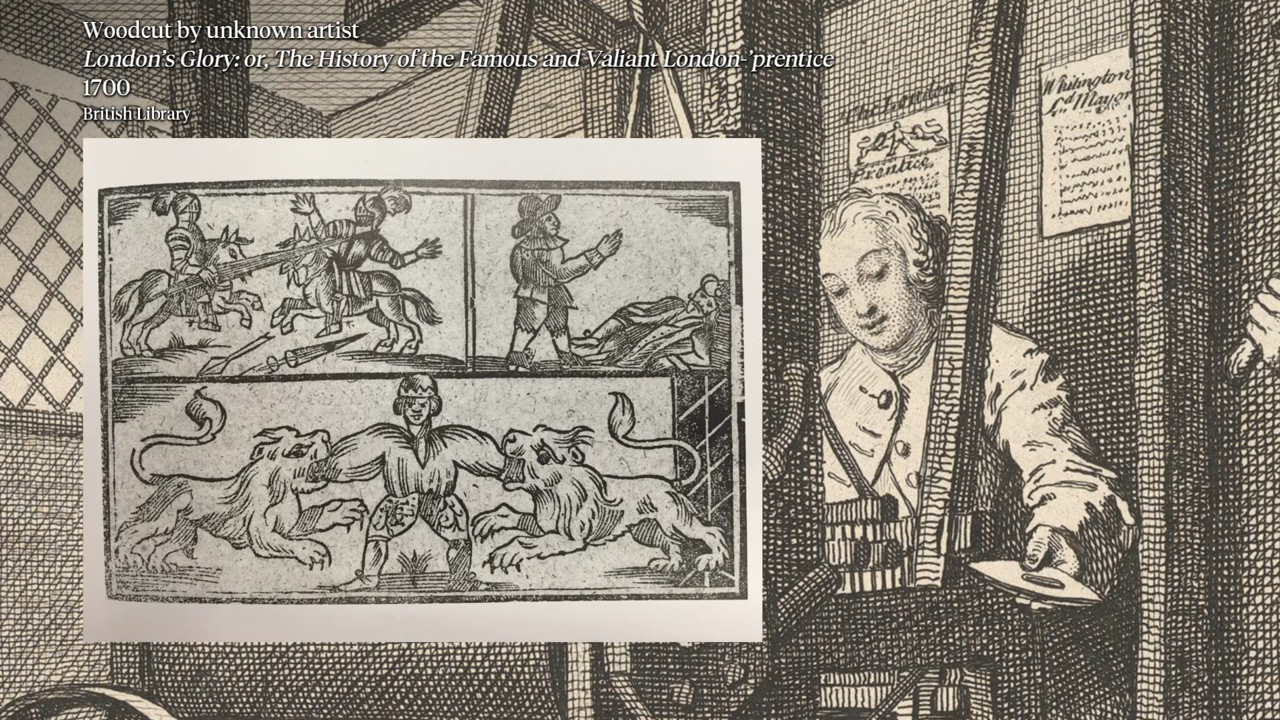 Woodcut by unknown artist
London's Glory: or, The History of the Famous and Valiant London-'prentice
1700
British Library
Prentice
Whitington
Ld Mayor